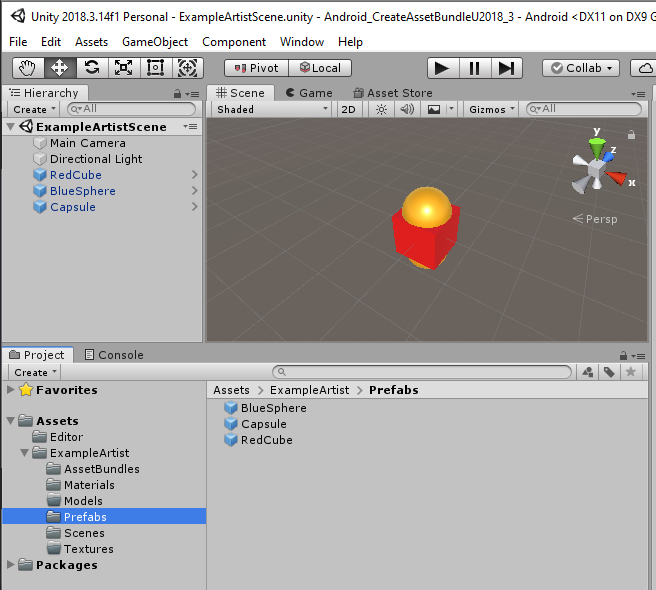 Unity 2018.3.14f1 Personal - ExampleArtistScene.unity - Android_CreateAssetBundleU2018_3 - Android <DX11 on DX9 G
File Edit Assets GameObject Component Window Help
Pivot Local Collab
Hierarchy
Create All
ExampleArtistScene
Main Camera
Directional Light
RedCube
BlueSphere
Capsule
Scene Game Asset Store
Shaded 2D Gizmos All
y
z
x
Persp
Project Console
Create
Favorites
Assets
Editor
ExampleArtist
AssetBundles
Materials
Models
Prefabs
Scenes
Textures
Packages
Assets > ExampleArtist > Prefabs
BlueSphere
Capsule
RedCube